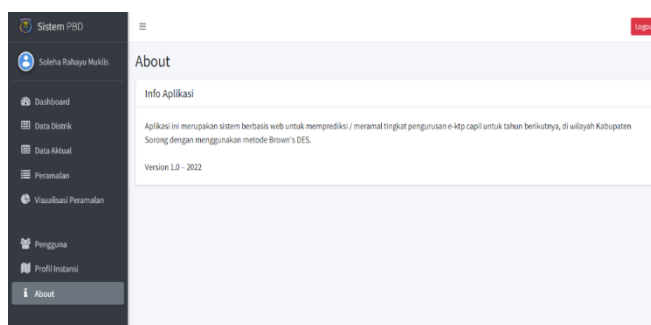 Sistem PBD
Logou
Soleha Rahayu Muklis
About
Info Aplikasi
Dashboard
Data Distrik
Aplikasi ini merupakan sistem berbasis web untuk memprediksi / meramal tingkat pengurusan e-ktp capil untuk tahun berikutnya, di wilayah Kabupaten
Sorong dengan menggunakan metode Brown's DES.
Data Aktual
Version 1.0 – 2022
Peramalan
Visualisasi Peramalan
Pengguna
Profil Instansi
About